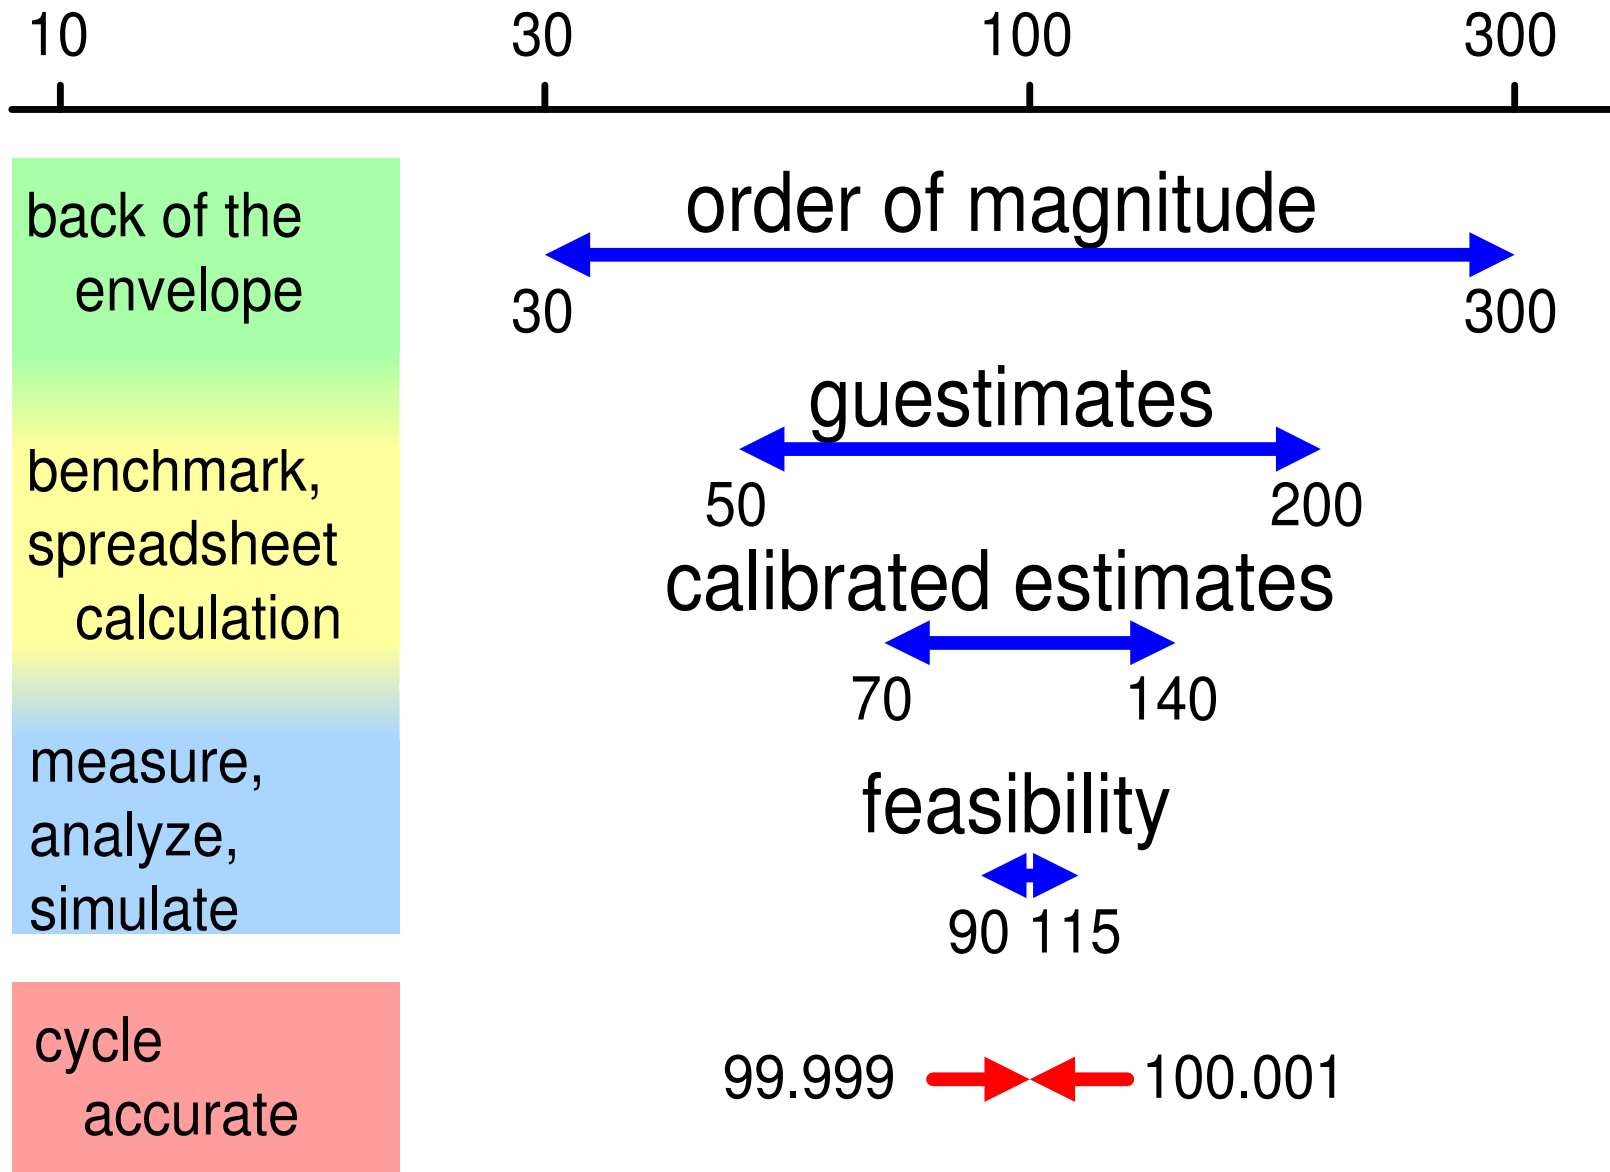 10 30 100 300
back of the
envelope
order of magnitude
30 300
guestimates
50 200
benchmark,
spreadsheet
calculation
calibrated estimates
70 140
measure,
analyze,
simulate
feasibility
90 115
cycle
accurate
99.999 100.001